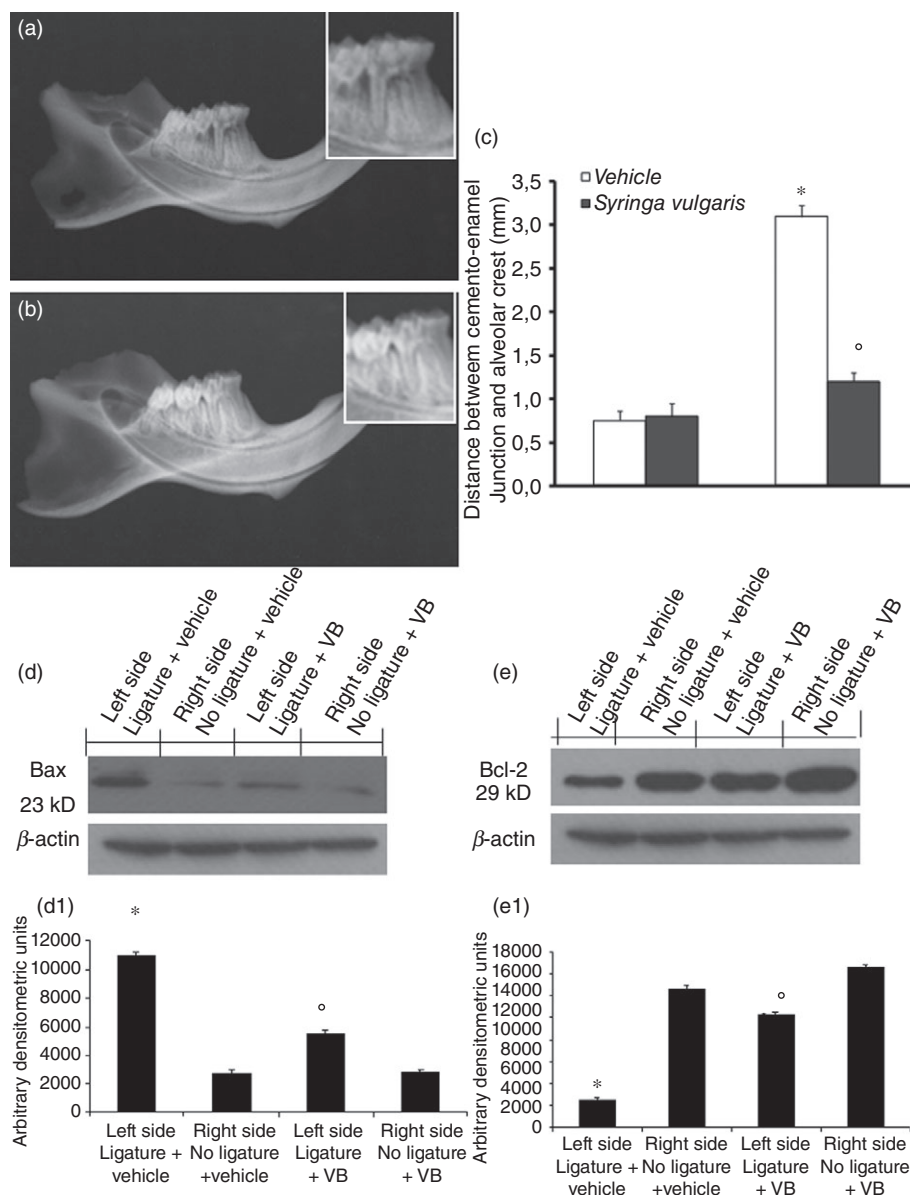 (a)
(b)
(c)
Distance betweem cemento-enamel
Junction and alveolar crest (mm)
Vehicle
Syringa vulgaris
3,5
3,0
2,5
2,0
1,5
1,0
0,5
0,0
*
°
(d)
Left side
Ligature + vehicle
Right side
No ligature + vehicle
Left side
Ligature + VB
Right side
No ligature + VB
Bax
23 kD
β-actin
(e)
Left side
Ligature + vehicle
Right side
No ligature + vehicle
Left side
Ligature + VB
Right side
No ligature + VB
Bcl-2
29 kD
β-actin
(d1)
Arbitrary densitometric units
12000
10000
8000
6000
4000
2000
0
*
°
Left side
Ligature +
vehicle
Right side
No ligature
+vehicle
Left side
Ligature
+ VB
Right side
No ligature
+ VB
(e1)
Arbitrary densitometric units
18000
16000
14000
12000
10000
8000
6000
4000
2000
0
*
°
Left side
Ligature +
vehicle
Right side
No ligature
+vehicle
Left side
Ligature
+ VB
Right side
No ligature
+ VB